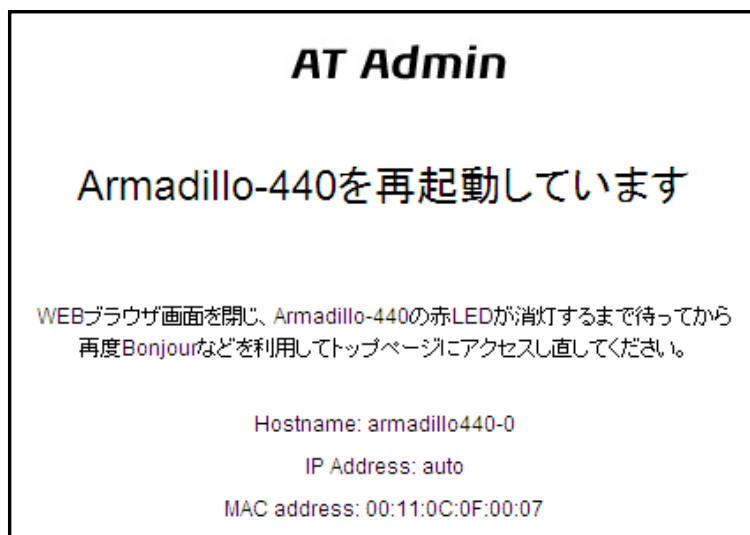 AT Admin
Armadillo-440を再起動しています
WEBブラウザ画面を閉じ、Armadillo-440の赤LEDが消灯するまで待ってから
再度Bonjourなどを利用してトップページにアクセスし直してください。
Hostname: armadillo440-0
IP Address: auto
MAC address: 00:11:0C:0F:00:07